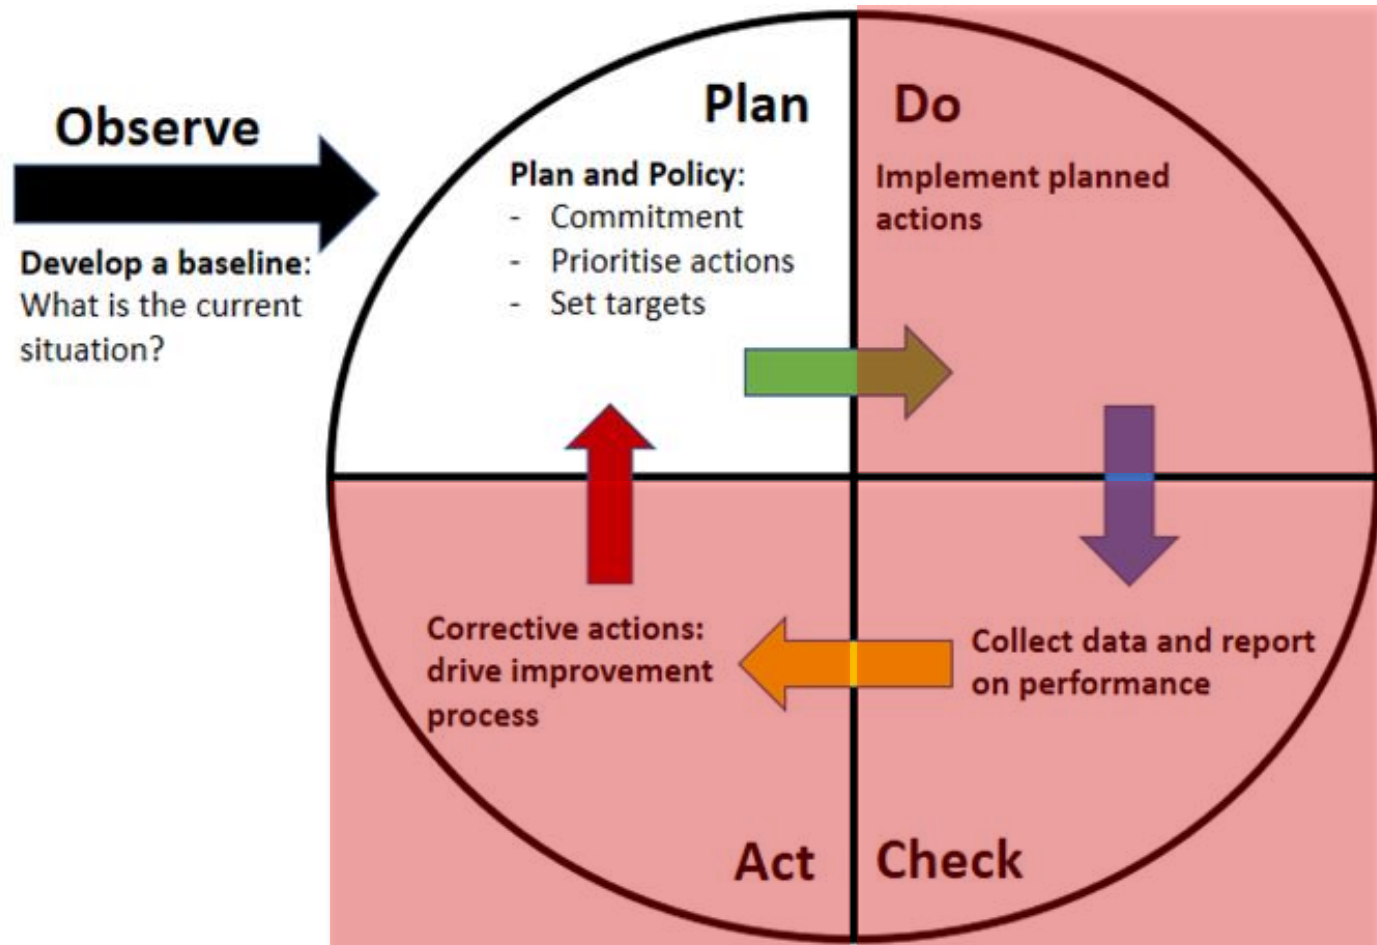 Observe
Develop a baseline:
What is the current
situation?
Plan
Plan and Policy:
- Commitment
- Prioritise actions
- Set targets
Do
Implement planned
actions
Collect data and report
on performance
Check
Corrective actions:
drive improvement
process
Act